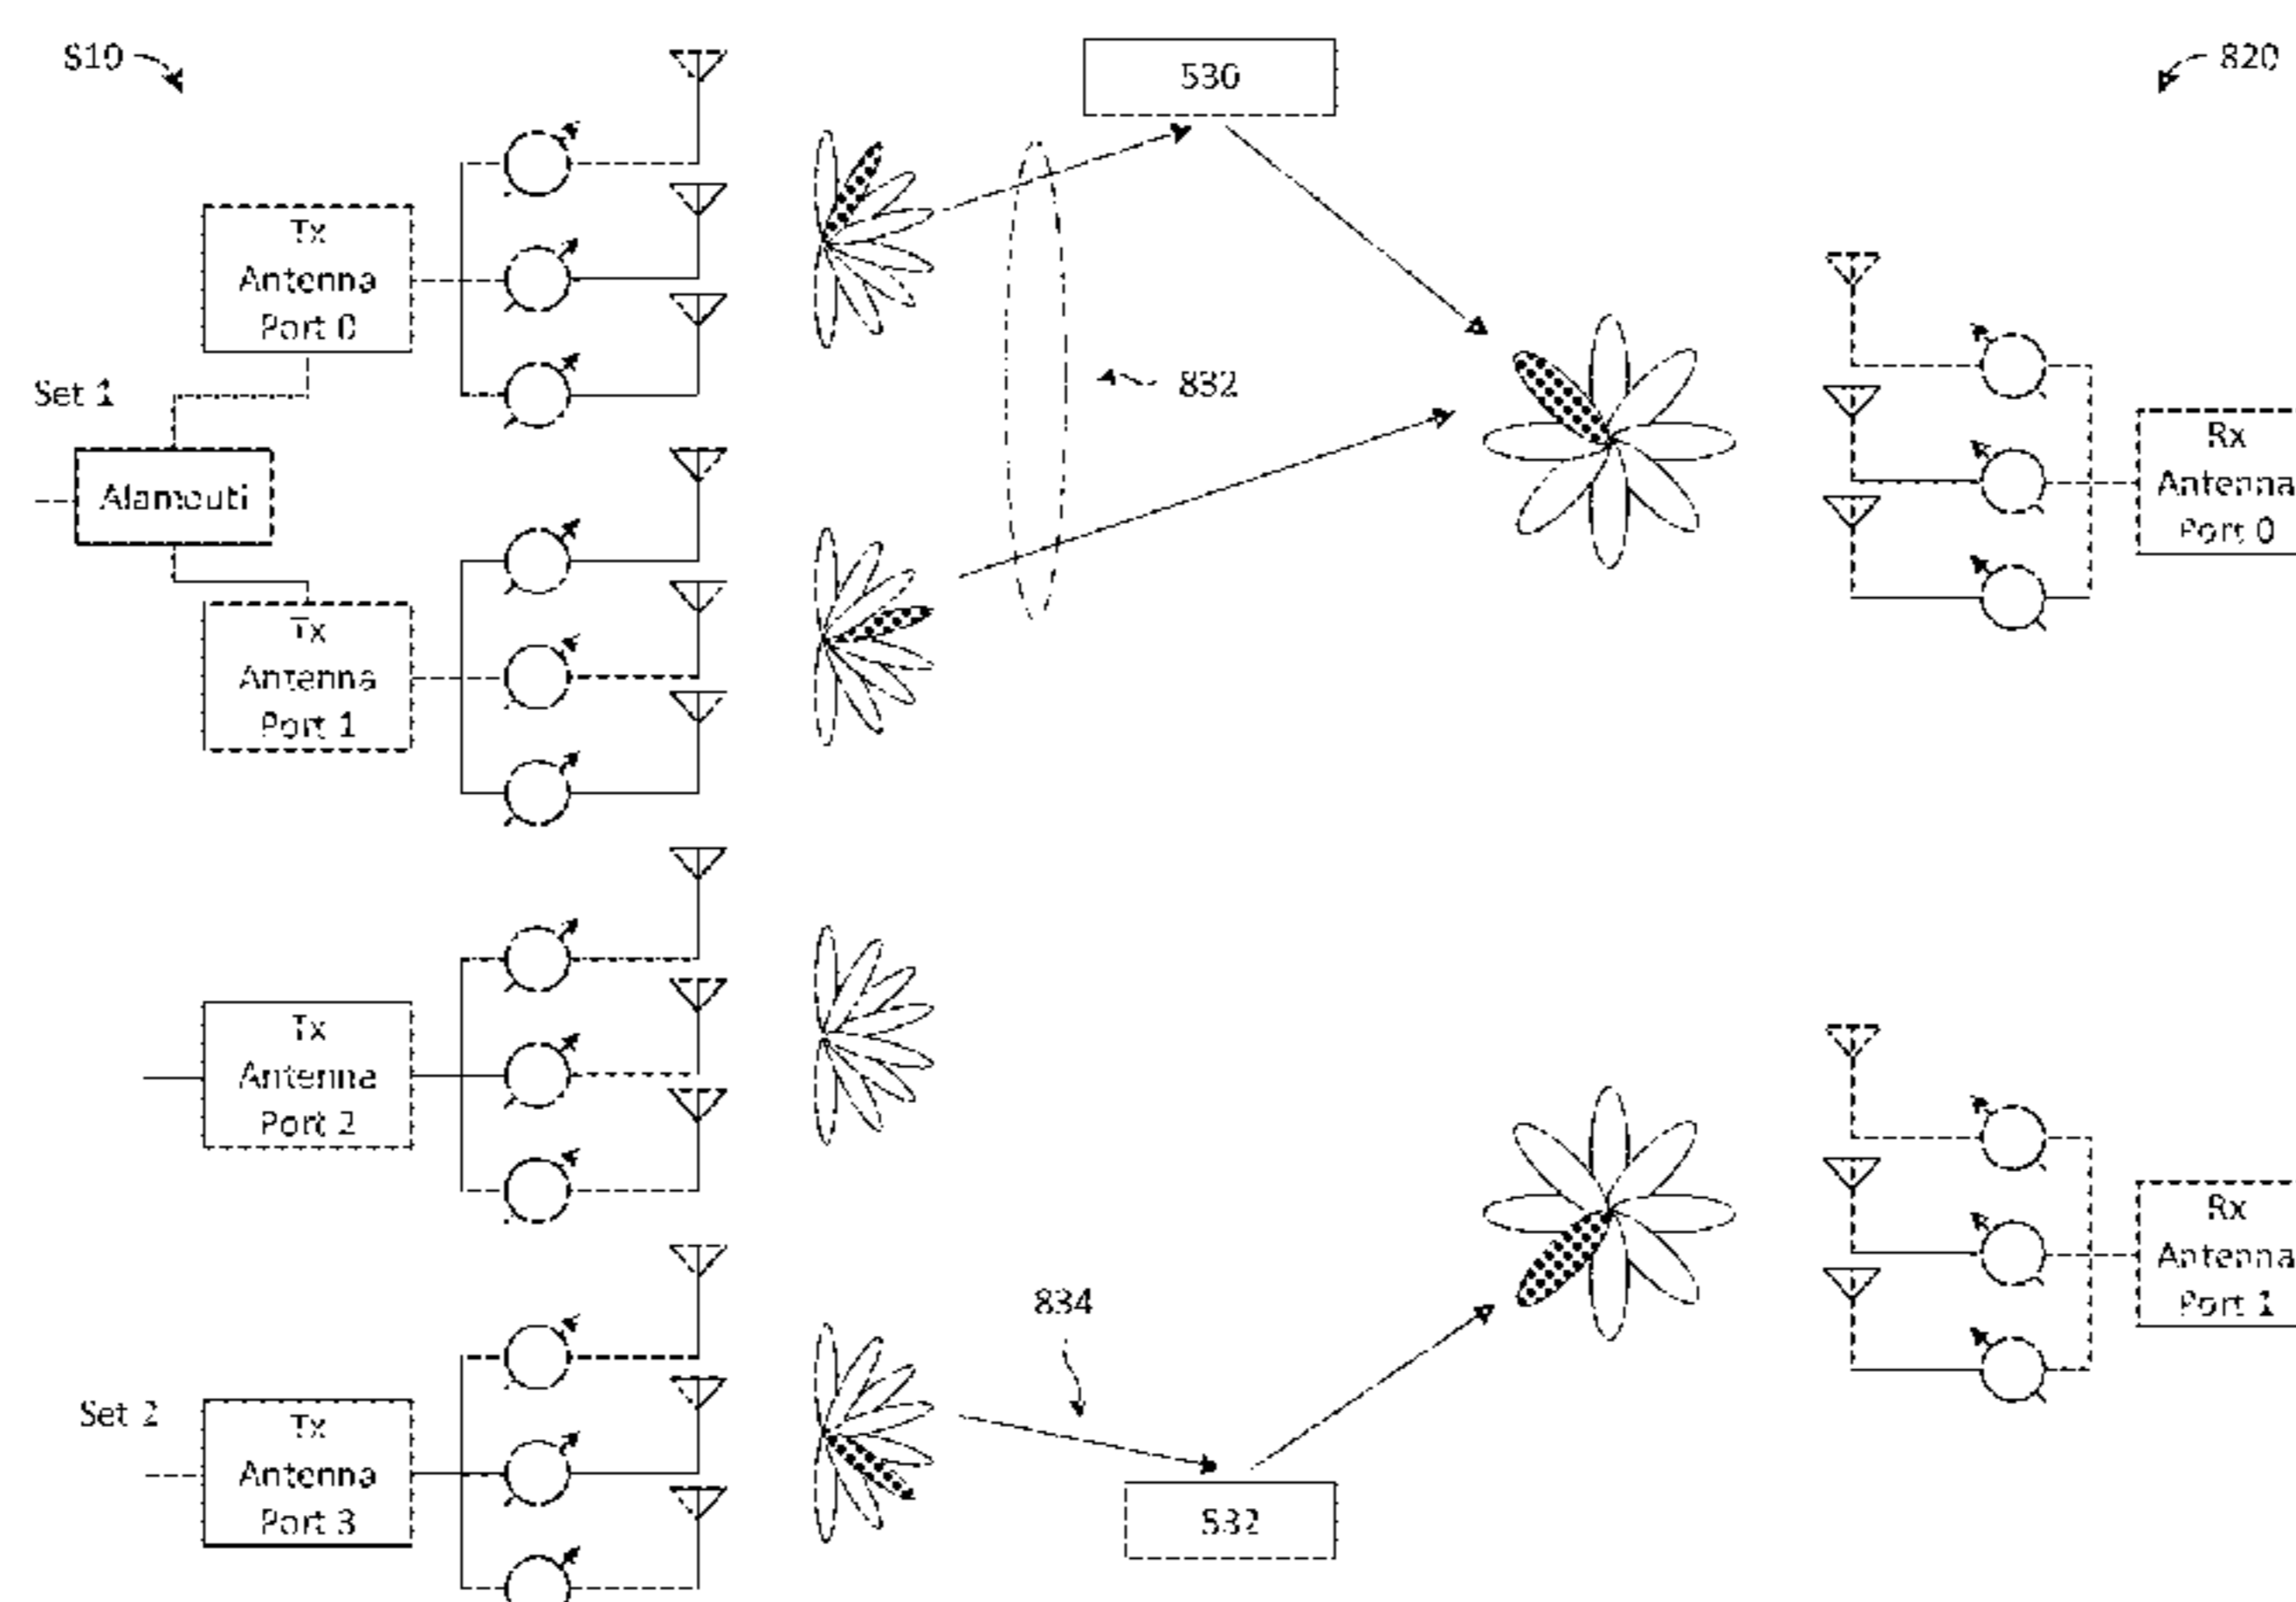 810
530
820
Tx
Antenna
Port 0
Set 1
832
Rx
Antenna
Port 0
Alamouti
Tx
Antenna
Port 1
Tx
Antenna
Port 2
Rx
Antenna
Port 1
834
Set 2
Tx
Antenna
Port 3
532